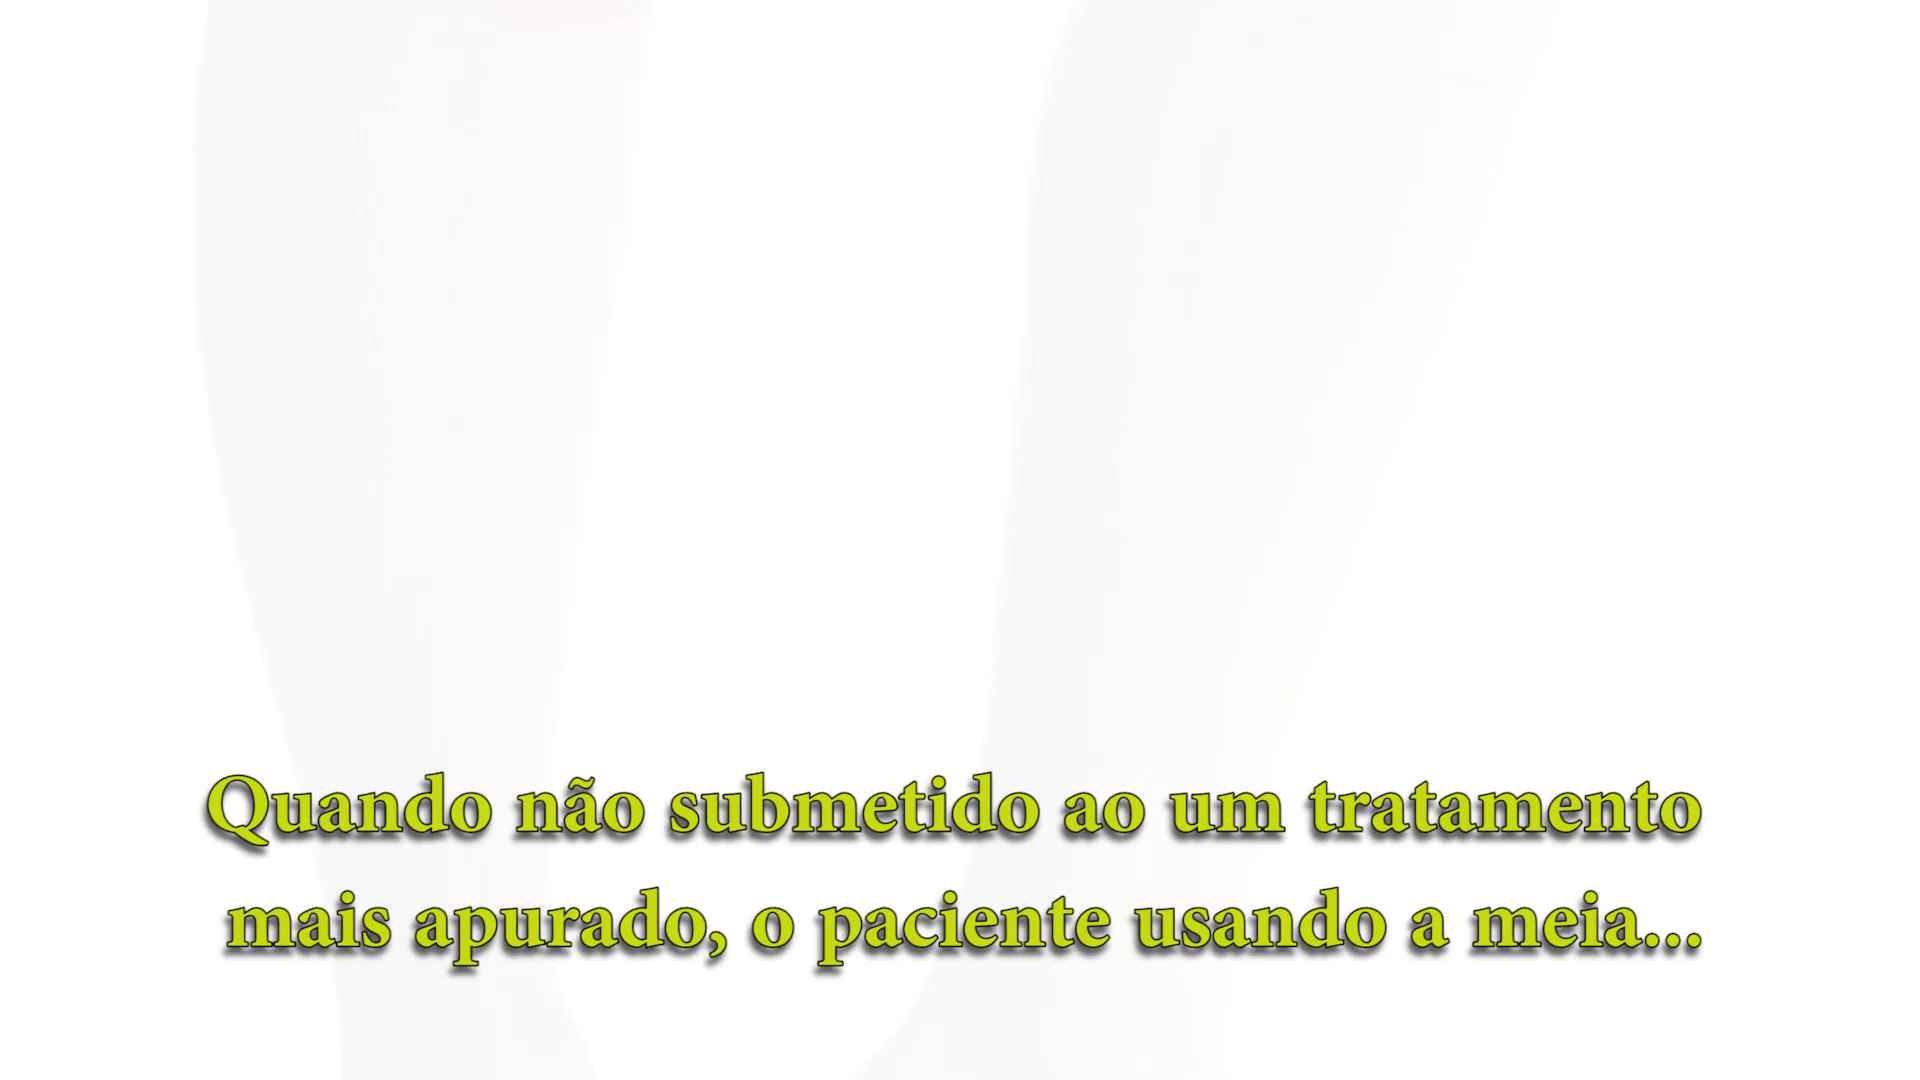 Quando não submetido ao um tratamento
mais apurado, o paciente usando a meia...